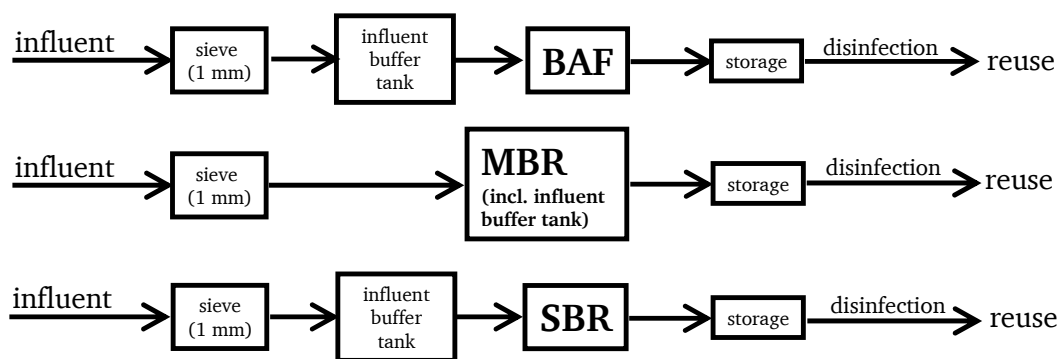 influent
sieve
(1 mm)
influent
buffer
tank
BAF
storage
disinfection
reuse
influent
sieve
(1 mm)
MBR
(incl. influent
buffer tank)
storage
disinfection
reuse
influent
sieve
(1 mm)
influent
buffer
tank
SBR
storage
disinfection
reuse